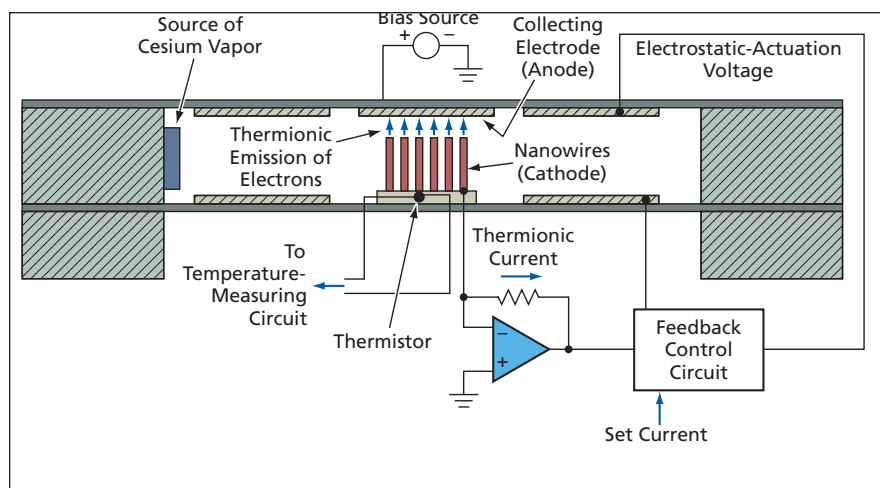 Source of
Cesium Vapor
Bias Source
+ −
Collecting
Electrode
(Anode)
Electrostatic-Actuation
Voltage
Thermionic
Emission of
Electrons
Nanowires
(Cathode)
To
Temperature-
Measuring
Circuit
Thermistor
Thermionic
Current
−
+
Feedback
Control
Circuit
Set Current